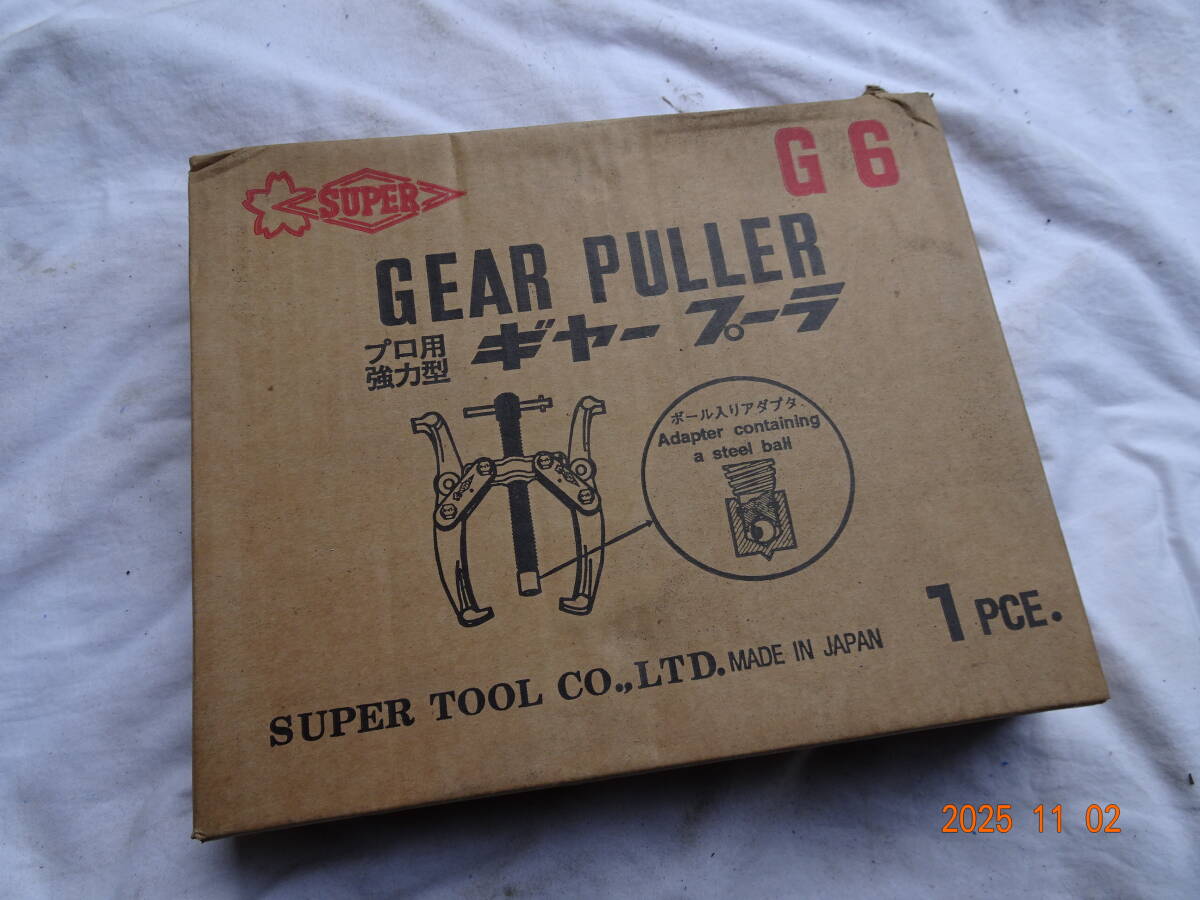 SUPER
G 6
GEAR PULLER
プロ用
強力型
ギヤープーラ
ボール入りアダプタ.
Adapter containing
a steel ball
1 PCE.
SUPER TOOL CO.,LTD. MADE IN JAPAN
2025 11 02